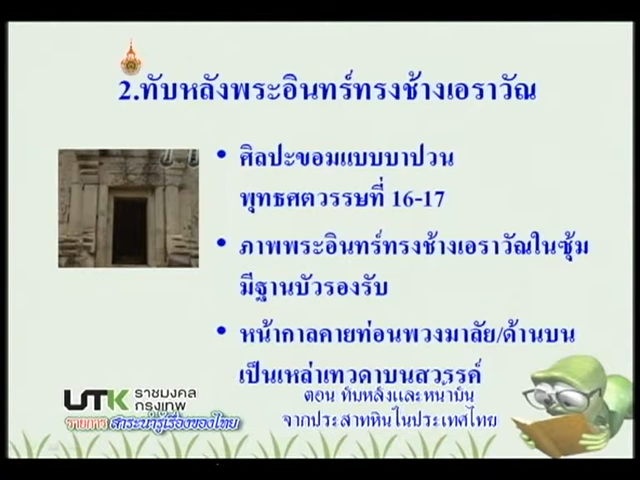 2.ทับหลังพระอินทร์ทรงช้างเอราวัณ
• ศิลปะขอมแบบบาปวน
พุทธศตวรรษที่ 16-17
• ภาพพระอินทร์ทรงช้างเอราวัณในซุ้ม
มีฐานบัวรองรับ
• หน้ากาลคายท่อนพวงมาลัย/ด้านบน
เป็นเหล่าเทวดาบนสวรรค์
UTK ราชมงคล
กรุงเทพ
รายการ สาระน่ารู้เรื่องของไทย
ตอน ทับหลังและหน้าบัน
จากปราสาทหินในประเทศไทย